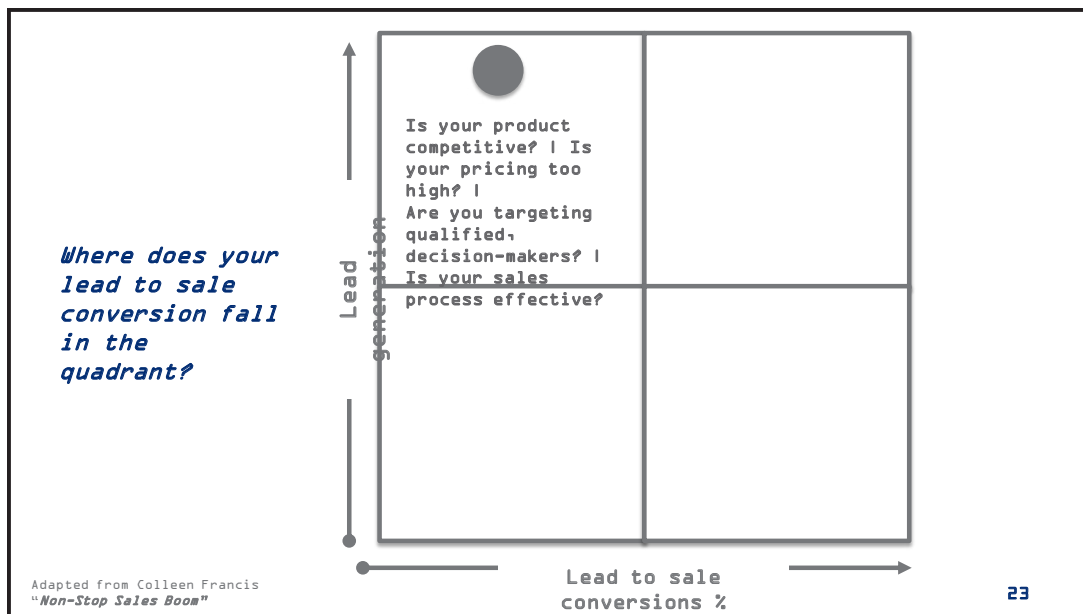 Where does your
lead to sale
conversion fall
in the
quadrant?
Lead
generation
Is your product
competitive? | Is
your pricing too
high? |
Are you targeting
qualified,
decision-makers? |
Is your sales
process effective?
Lead to sale
conversions %
Adapted from Colleen Francis
“Non-Stop Sales Boom”
23